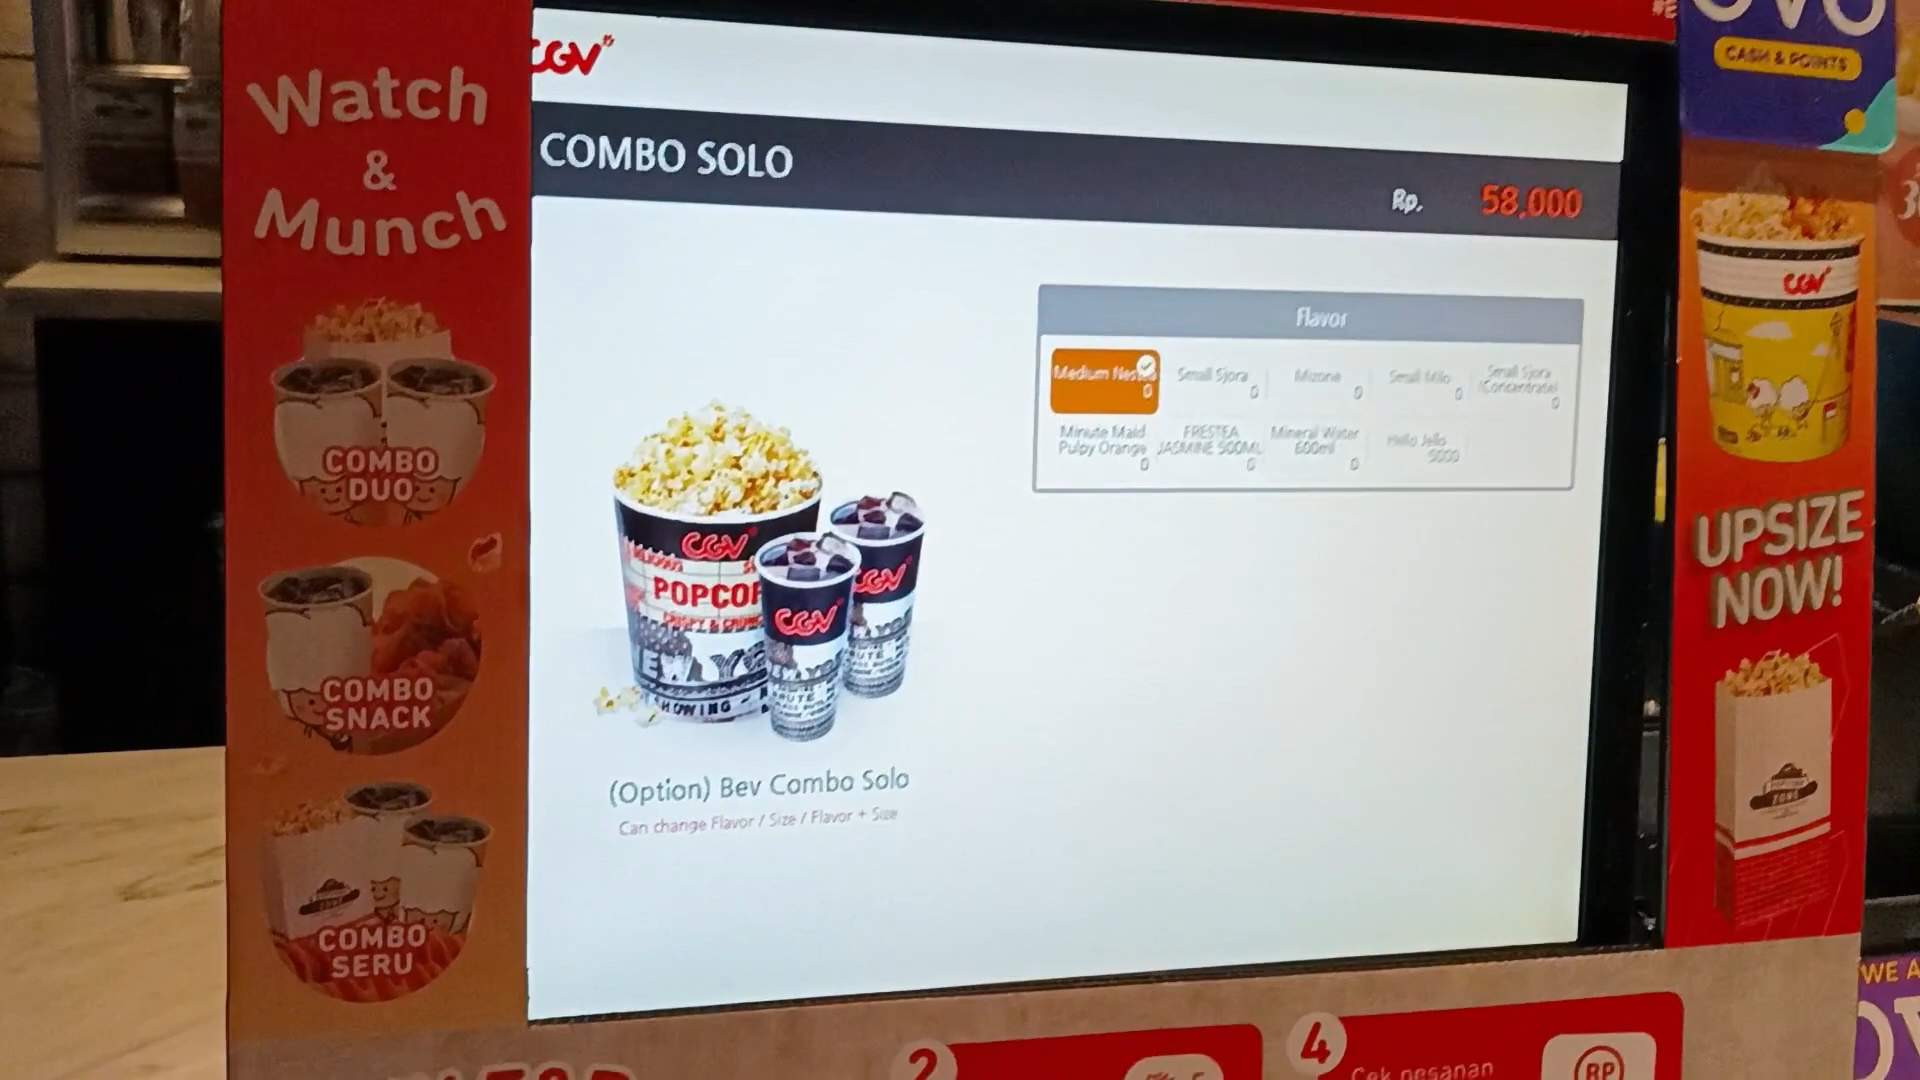 Watch
&
Munch
COMBO
DUO
COMBO
SNACK
COMBO
SERU
CGV
COMBO SOLO
Rp. 58,000
Flavor
Medium
0
Small Sjora
0
Mizone
0
Small Milo
0
Small Sjora
(Concentrate)
0
Minute Maid
Pulpy Orange
0
FRESTEA
JASMINE 500ML
0
Mineral Water
600ml
0
Hello Jello
5000
CGV
POPCO
CGV
CGV
(Option) Bev Combo Solo
Can change Flavor / Size / Flavor + Size
OVO
CASH & POINTS
CGV
UPSIZE
NOW!
ZONE
2
4
Cek pesanan
RP
WE A